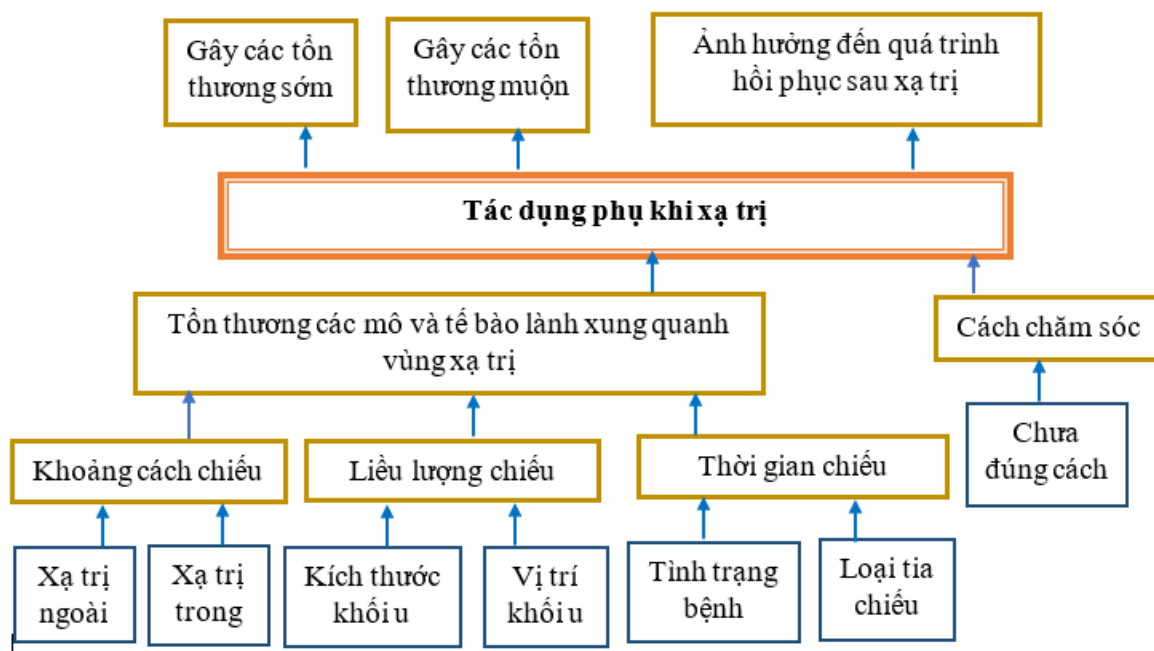 Gây các tổn
thương sớm
Gây các tổn
thương muộn
Ảnh hưởng đến quá trình
hồi phục sau xạ trị
Tác dụng phụ khi xạ trị
Tổn thương các mô và tế bào lành xung quanh
vùng xạ trị
Cách chăm sóc
Chưa
đúng cách
Khoảng cách chiếu
Liều lượng chiếu
Thời gian chiếu
Xạ trị
ngoài
Xạ trị
trong
Kích thước
khối u
Vị trí
khối u
Tình trạng
bệnh
Loại tia
chiếu